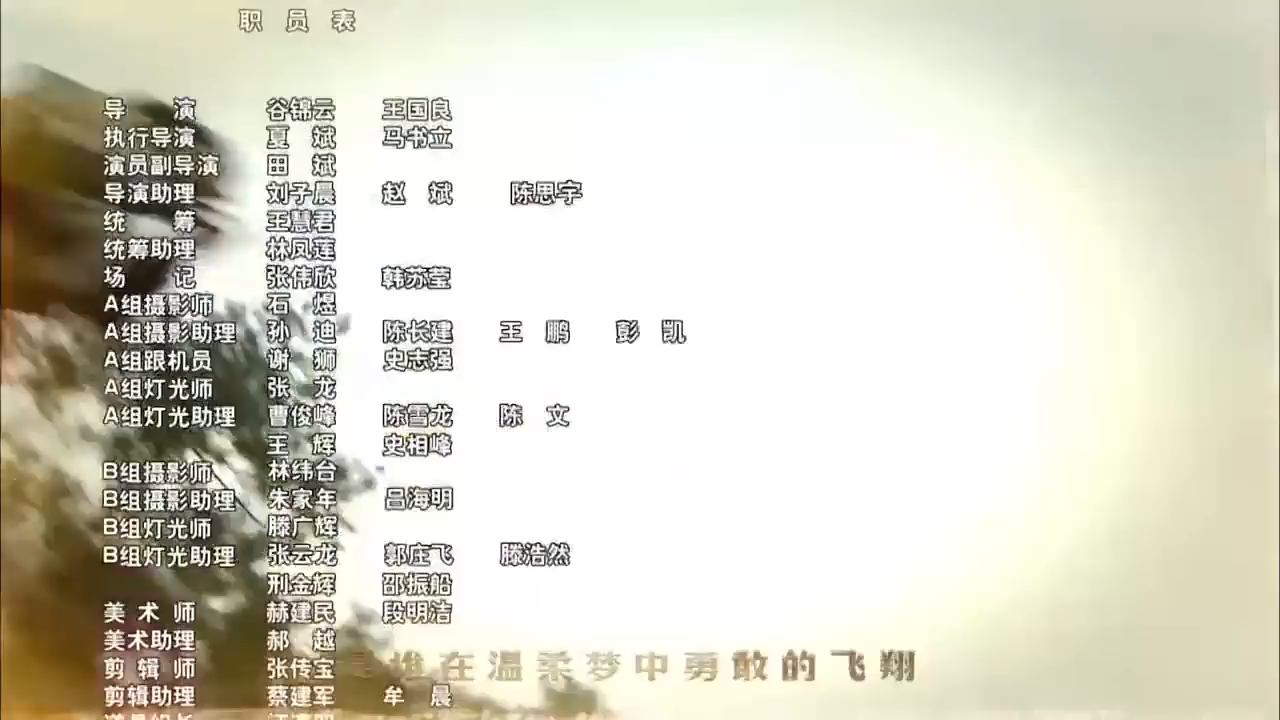 职 员 表
导 演 谷锦云 王国良
执行导演 夏 斌 马书立
演员副导演 田 斌
导演助理 刘子晨 赵 斌 陈思宇
统 筹 王慧君
统筹助理 林凤莲
场 记 张伟欣 韩苏莹
A组摄影师 石 煜
A组摄影助理 孙 迪 陈长建 王 鹏 彭 凯
A组跟机员 谢 狮 史志强
A组灯光师 张 龙
A组灯光助理 曹俊峰 陈雪龙 陈 文
王 辉 史相峰
B组摄影师 林纬台
B组摄影助理 朱家年 吕海明
B组灯光师 滕广辉
B组灯光助理 张云龙 郭庄飞 滕浩然
刑金辉 邵振船
美 术 师 赫建民 段明洁
美术助理 郝 越
剪 辑 师 张传宝
在温柔梦中勇敢的飞翔
剪辑助理 蔡建军 牟 晨